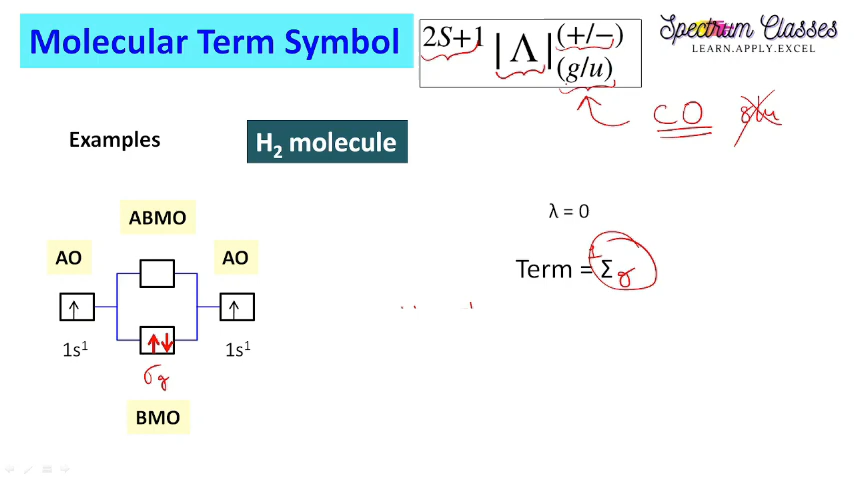 Molecular Term Symbol
2S+1 |Λ| (+/−) (g/u)
Spectrum Classes
LEARN.APPLY.EXCEL
CO g/u
Examples
H2 molecule
ABMO
AO
AO
1s1
1s1
σg
BMO
λ = 0
Term = 1Σg